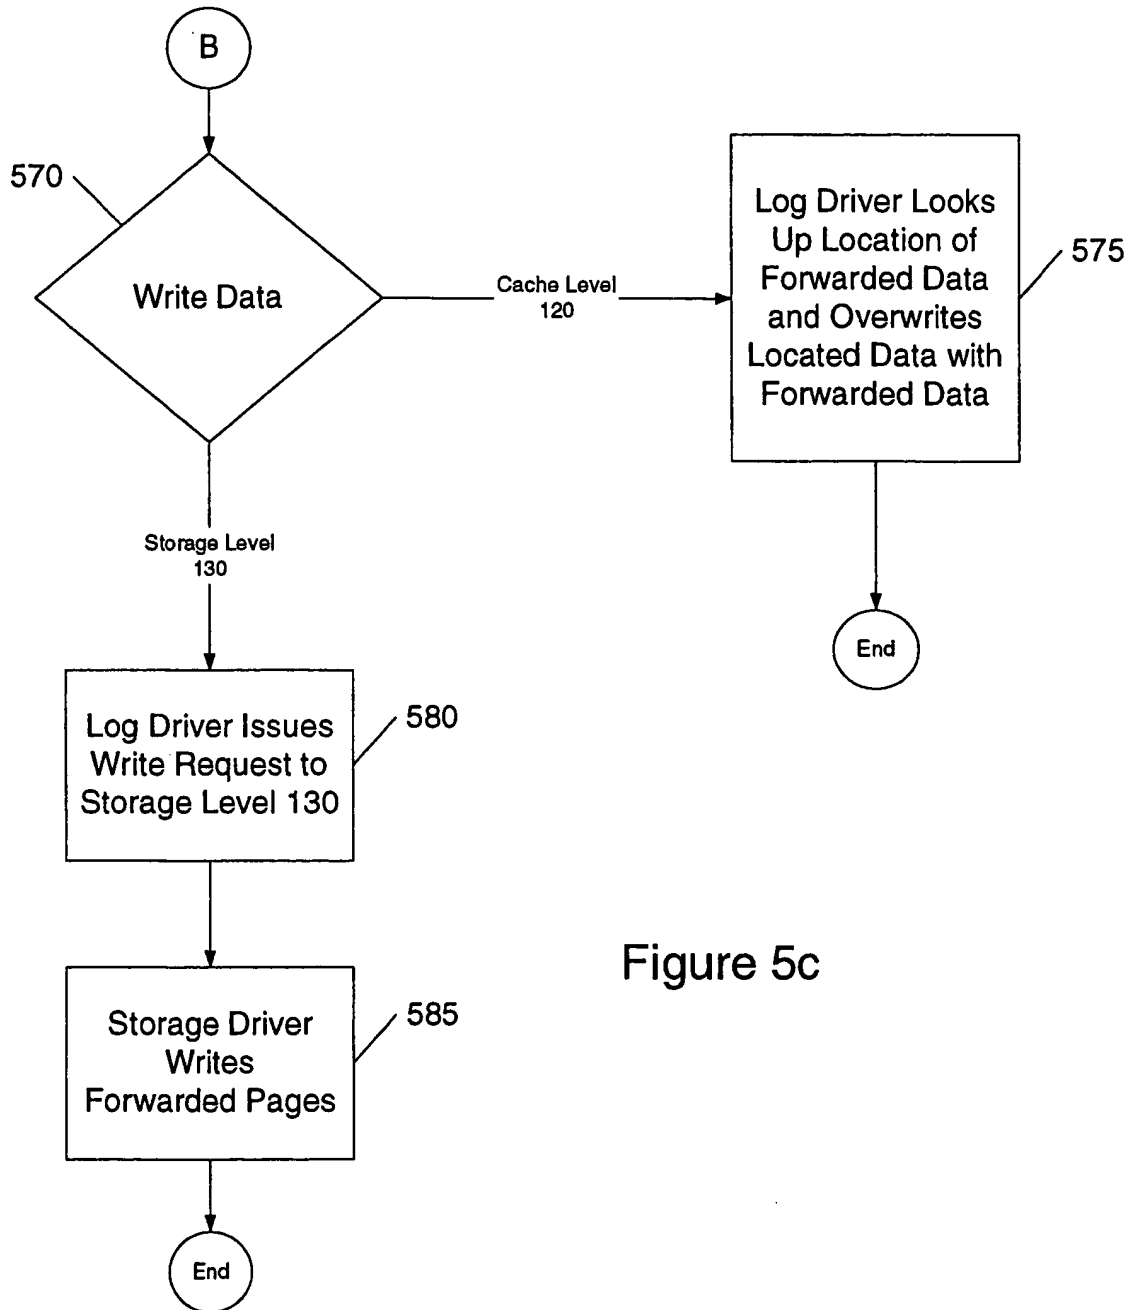 B
570
Write Data
Cache Level
120
Log Driver Looks
Up Location of
Forwarded Data
and Overwrites
Located Data with
Forwarded Data
575
End
Storage Level
130
Log Driver Issues
Write Request to
Storage Level 130
580
Storage Driver
Writes
Forwarded Pages
585
End
Figure 5c